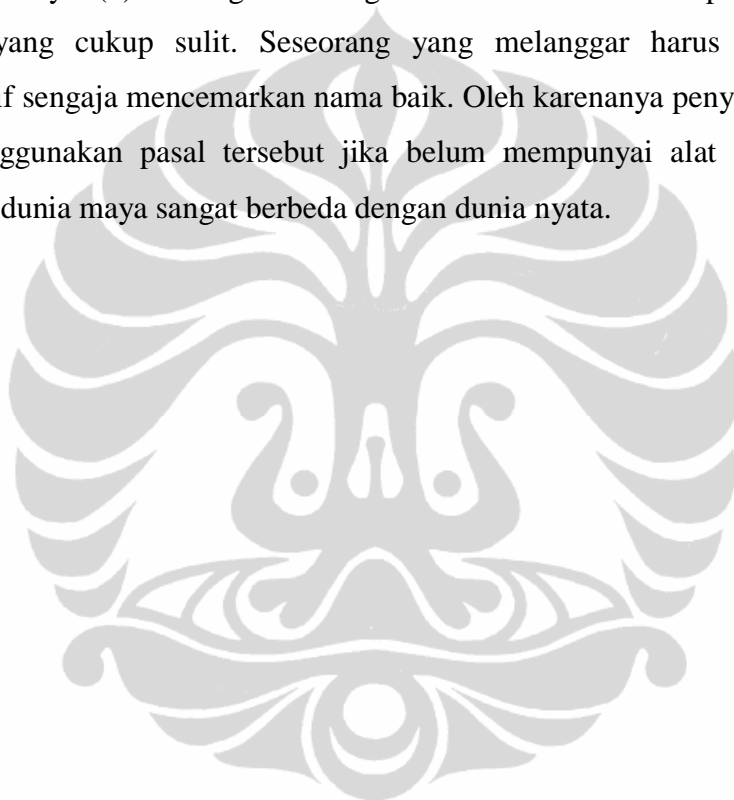 yang cukup sulit. Seseorang yang melanggar harus
if sengaja mencemarkan nama baik. Oleh karenanya peny
ggunakan pasal tersebut jika belum mempunyai alat
dunia maya sangat berbeda dengan dunia nyata.